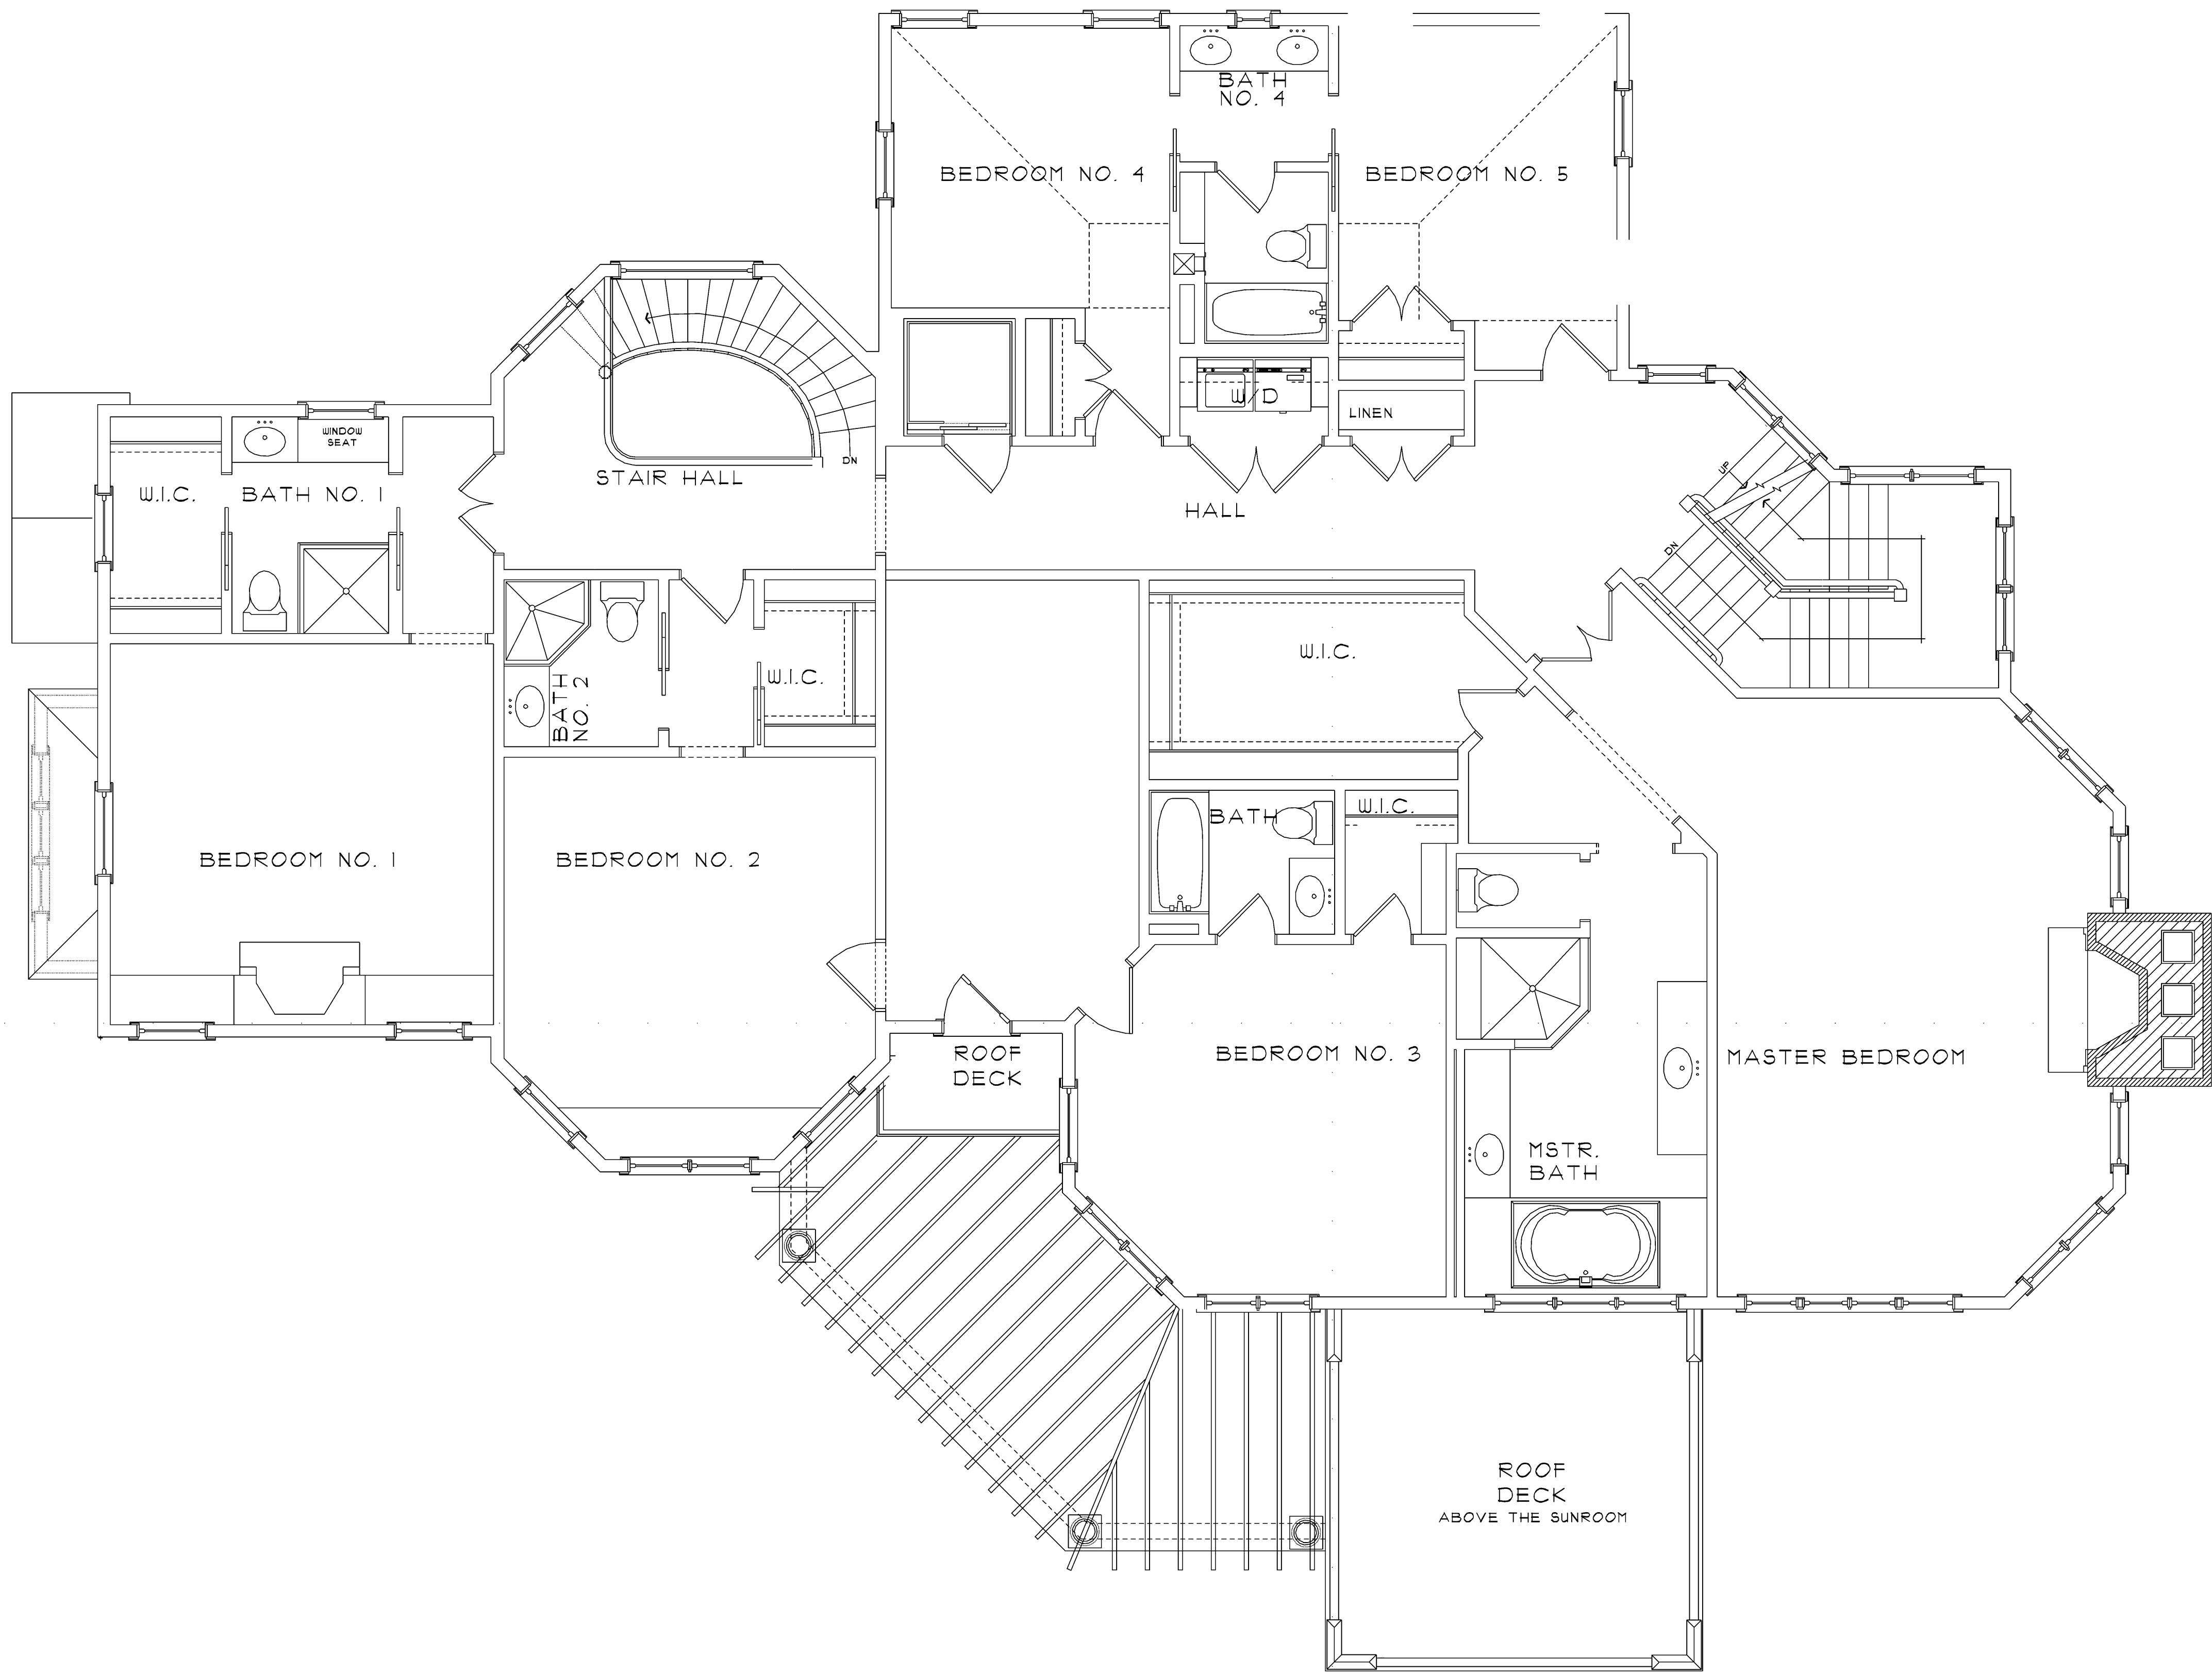 BATH
NO. 4
BEDROOM NO. 4
BEDROOM NO. 5
W/D
LINEN
WINDOW
SEAT
DN
STAIR HALL
UP
W.I.C.
BATH NO. 1
HALL
DN
W.I.C.
W.I.C.
BATH
NO. 2
BATH
W.I.C.
BEDROOM NO. 1
BEDROOM NO. 2
ROOF
DECK
BEDROOM NO. 3
MASTER BEDROOM
MSTR.
BATH
ROOF
DECK
ABOVE THE SUNROOM